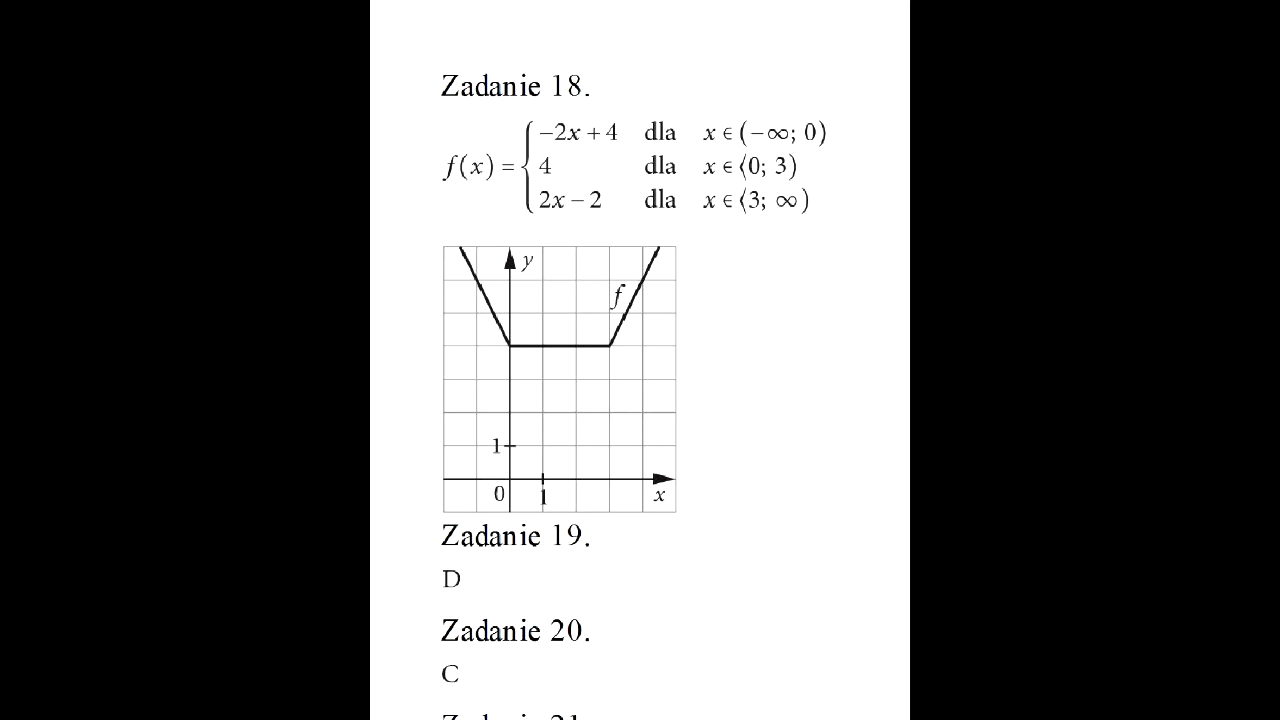 Zadanie 18.
f(x) = { −2x + 4 dla x ∈ (−∞; 0)
4 dla x ∈ ⟨0; 3)
2x − 2 dla x ∈ ⟨3; ∞)
y
f
1
0 1 x
Zadanie 19.
D
Zadanie 20.
C